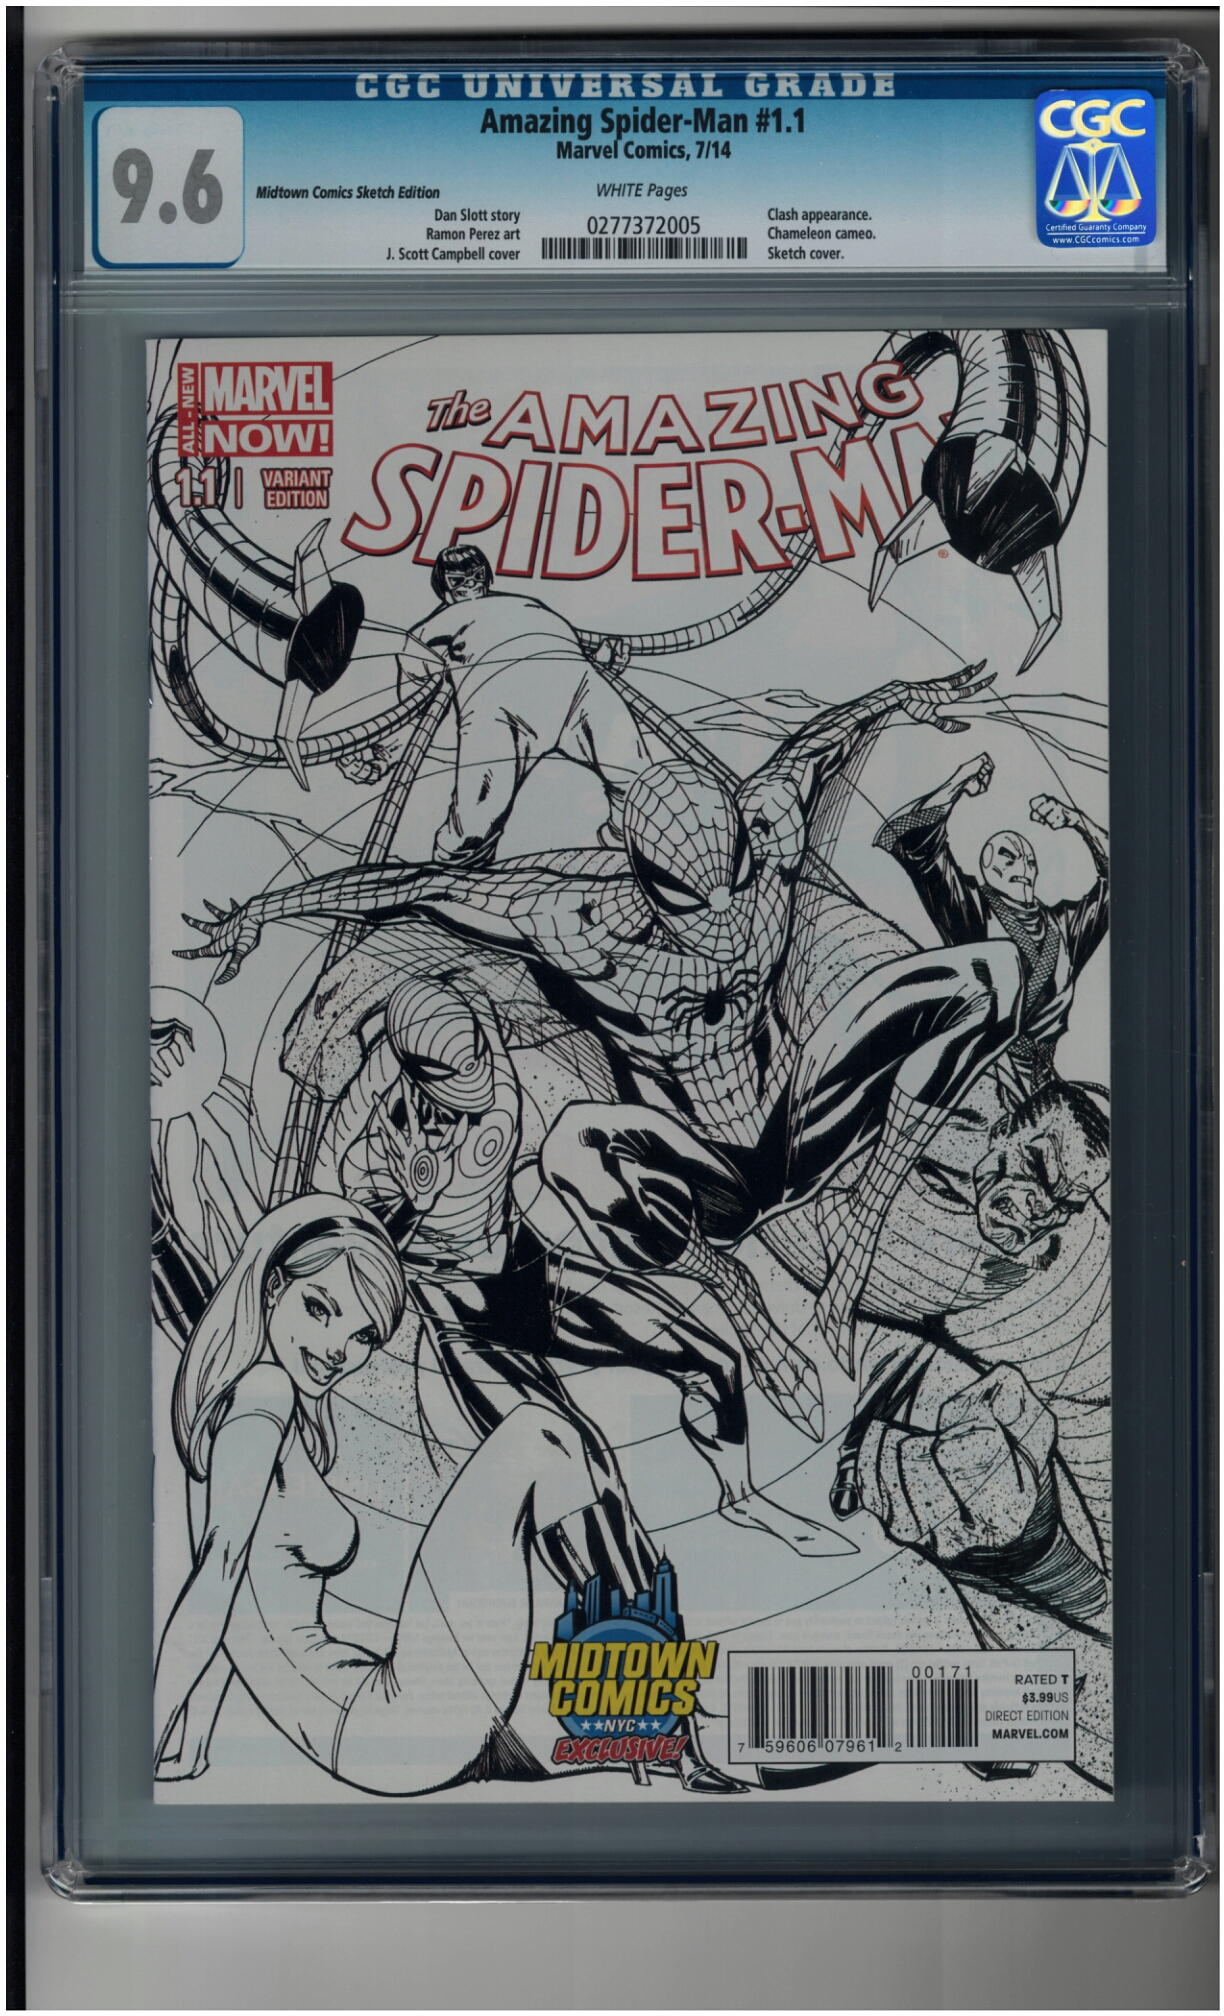 CGC UNIVERSAL GRADE
9.6
Amazing Spider-Man #1.1
Marvel Comics, 7/14
Midtown Comics Sketch Edition
WHITE Pages
Dan Slott story
Ramon Perez art
J. Scott Campbell cover
0277372005
Clash appearance.
Chameleon cameo.
Sketch cover.
CGC
Certified Guaranty Company
www.CGCcomics.com
ALL-NEW
MARVEL
NOW!
1.1
VARIANT
EDITION
The AMAZING
SPIDER-MA
®
MIDTOWN
COMICS
★★NYC★★
EXCLUSIVE!
00171
7 59606 07961 2
RATED T
$3.99US
DIRECT EDITION
MARVEL.COM